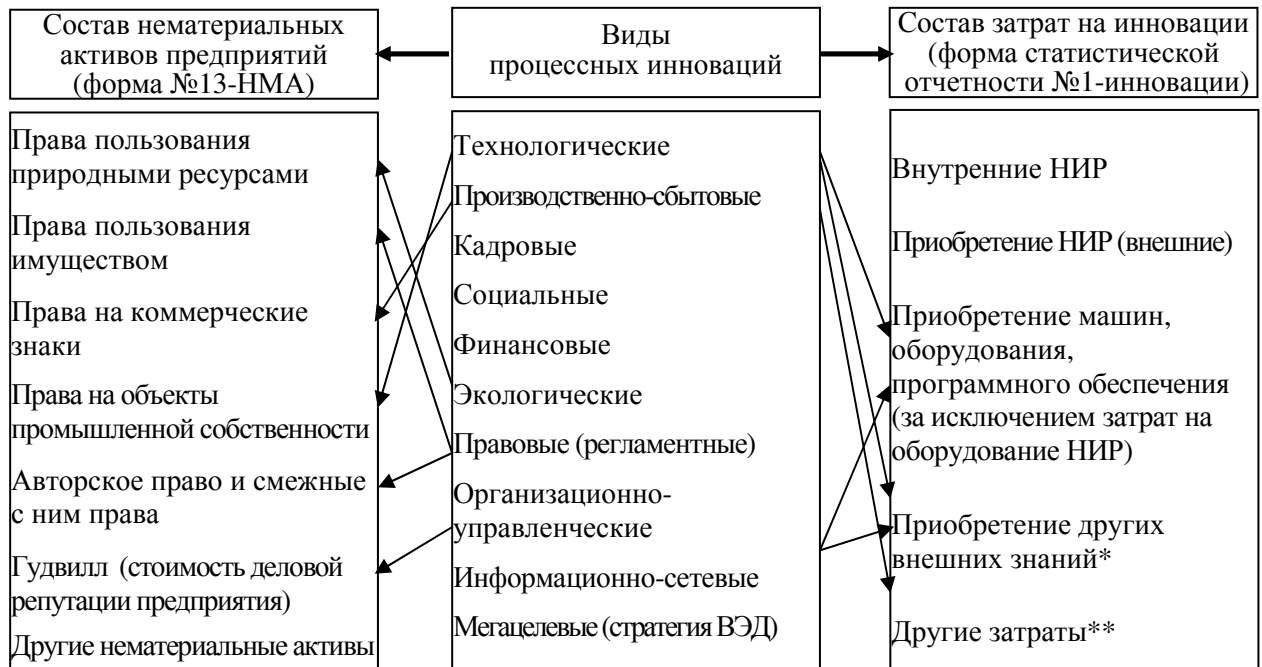 Состав нематериальных
активов предприятий
(форма №13-НМА)
Виды
процессных инноваций
Состав затрат на инновации
(форма статистической
отчетности №1-инновации)
Права пользования
природными ресурсами
Права пользования
имуществом
Права на коммерческие
знаки
Права на объекты
промышленной собственности
Авторское право и смежные
с ним права
Гудвилл (стоимость деловой
репутации предприятия)
Другие нематериальные активы
Технологические
Производственно-сбытовые
Кадровые
Социальные
Финансовые
Экологические
Правовые (регламентные)
Организационно-
управленческие
Информационно-сетевые
Мегацелевые (стратегия ВЭД)
Внутренние НИР
Приобретение НИР (внешние)
Приобретение машин,
оборудования,
программного обеспечения
(за исключением затрат на
оборудование НИР)
Приобретение других
внешних знаний*
Другие затраты**